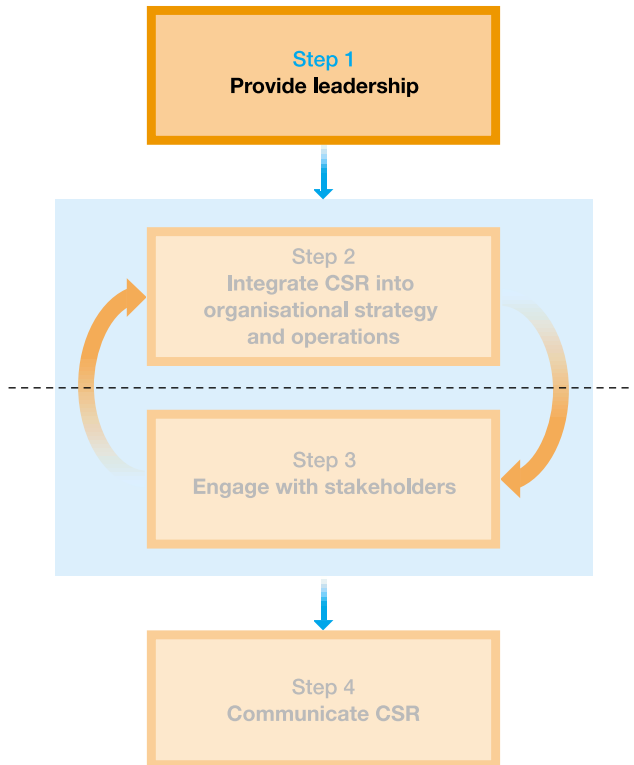 Step 1
Provide leadership
Step 2
Integrate CSR into
organisational strategy
and operations
Step 3
Engage with stakeholders
Step 4
Communicate CSR